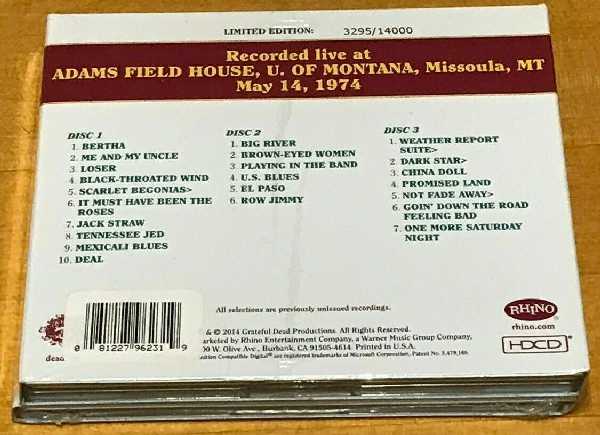 LIMITED EDITION: 3295/14000
Recorded live at
ADAMS FIELD HOUSE, U. OF MONTANA, Missoula, MT
May 14, 1974
DISC 1
1. BERTHA
2. ME AND MY UNCLE
3. LOSER
4. BLACK-THROATED WIND
5. SCARLET BEGONIAS>
6. IT MUST HAVE BEEN THE
ROSES
7. JACK STRAW
8. TENNESSEE JED
9. MEXICALI BLUES
10. DEAL
DISC 2
1. BIG RIVER
2. BROWN-EYED WOMEN
3. PLAYING IN THE BAND
4. U.S. BLUES
5. EL PASO
6. ROW JIMMY
DISC 3
1. WEATHER REPORT
SUITE>
2. DARK STAR>
3. CHINA DOLL
4. PROMISED LAND
5. NOT FADE AWAY>
6. GOIN' DOWN THE ROAD
FEELING BAD
7. ONE MORE SATURDAY
NIGHT
All selections are previously unissued recordings.
& © 2014 Grateful Dead Productions. All Rights Reserved.
arketed by Rhino Entertainment Company, a Warner Music Group Company,
00 W. Olive Ave., Burbank, CA 91505-4614. Printed in U.S.A.
nition Compatible Digital® are registered trademarks of Microsoft Corporation, Patent No. 5,479,168.
dead
0 81227 96231 9
RHINO
rhino.com
HDCD